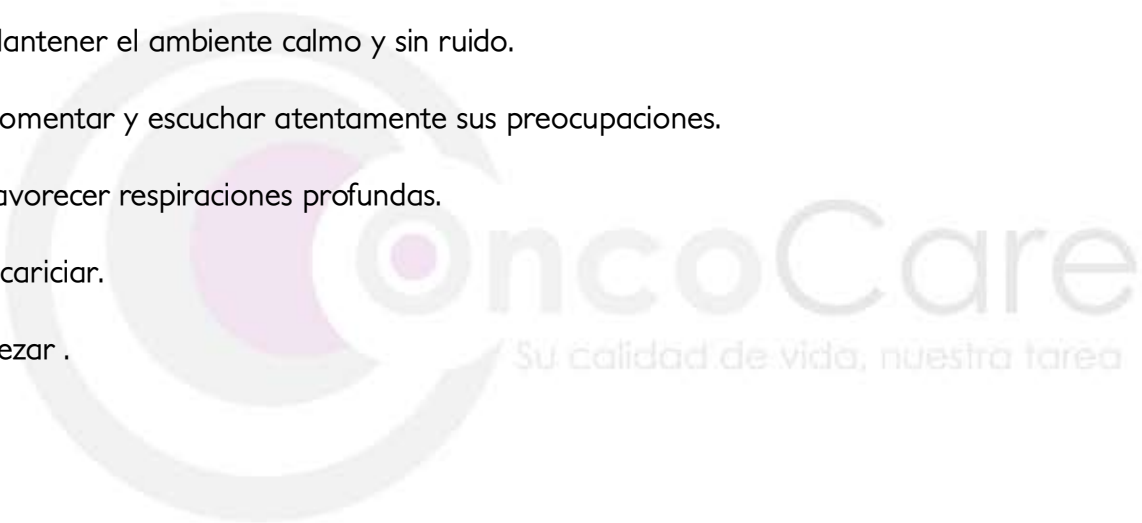 lantener el ambiente calmo y sin ruido.
omentar y escuchar atentamente sus preocupaciones.
avorecer respiraciones profundas.
cariciar.
ezar .
OncoCare
Su calidad de vida, nuestra tarea